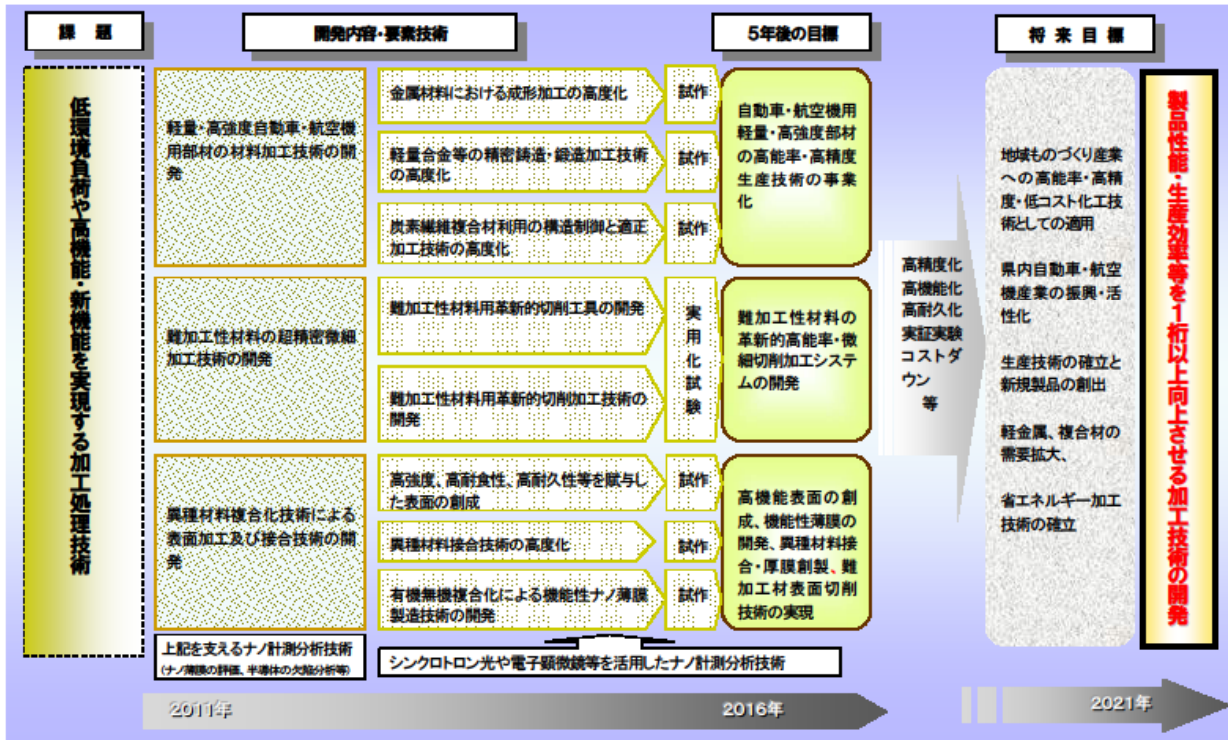 課 題
開発内容・要素技術
5年後の目標
将 来 目 標
低環境負荷や高機能・新機能を実現する加工処理技術
軽量・高強度自動車・航空機
用部材の材料加工技術の開
発
金属材料における成形加工の高度化
試作
軽量合金等の精密鋳造・鍛造加工技術
の高度化
試作
炭素繊維複合材利用の構造制御と適正
加工技術の高度化
試作
自動車・航空機用
軽量・高強度部材
の高能率・高精度
生産技術の事業
化
難加工性材料の超精密微細
加工技術の開発
難加工性材料用革新的切削工具の開発
難加工性材料用革新的切削加工技術の
開発
実用化試験
難加工性材料の
革新的高能率・微
細切削加工システ
ムの開発
異種材料複合化技術による
表面加工及び接合技術の開
発
高強度、高耐食性、高耐久性等を賦与し
た表面の創成
試作
異種材料接合技術の高度化
試作
有機無機複合化による機能性ナノ薄膜
製造技術の開発
試作
高機能表面の創
成、機能性薄膜の
開発、異種材料接
合・厚膜創製、難
加工材表面切削
技術の実現
高精度化
高機能化
高耐久化
実証実験
コストダ
ウン
等
地域ものづくり産業
への高能率・高精
度・低コスト化工技
術としての適用
県内自動車・航空
機産業の振興・活
性化
生産技術の確立と
新規製品の創出
軽金属、複合材の
需要拡大、
省エネルギー加工
技術の確立
製品性能・生産効率等を1桁以上向上させる加工技術の開発
上記を支えるナノ計測分析技術
(ナノ薄膜の評価、半導体の欠陥分析等)
シンクロトロン光や電子顕微鏡等を活用したナノ計測分析技術
2011年
2016年
2021年